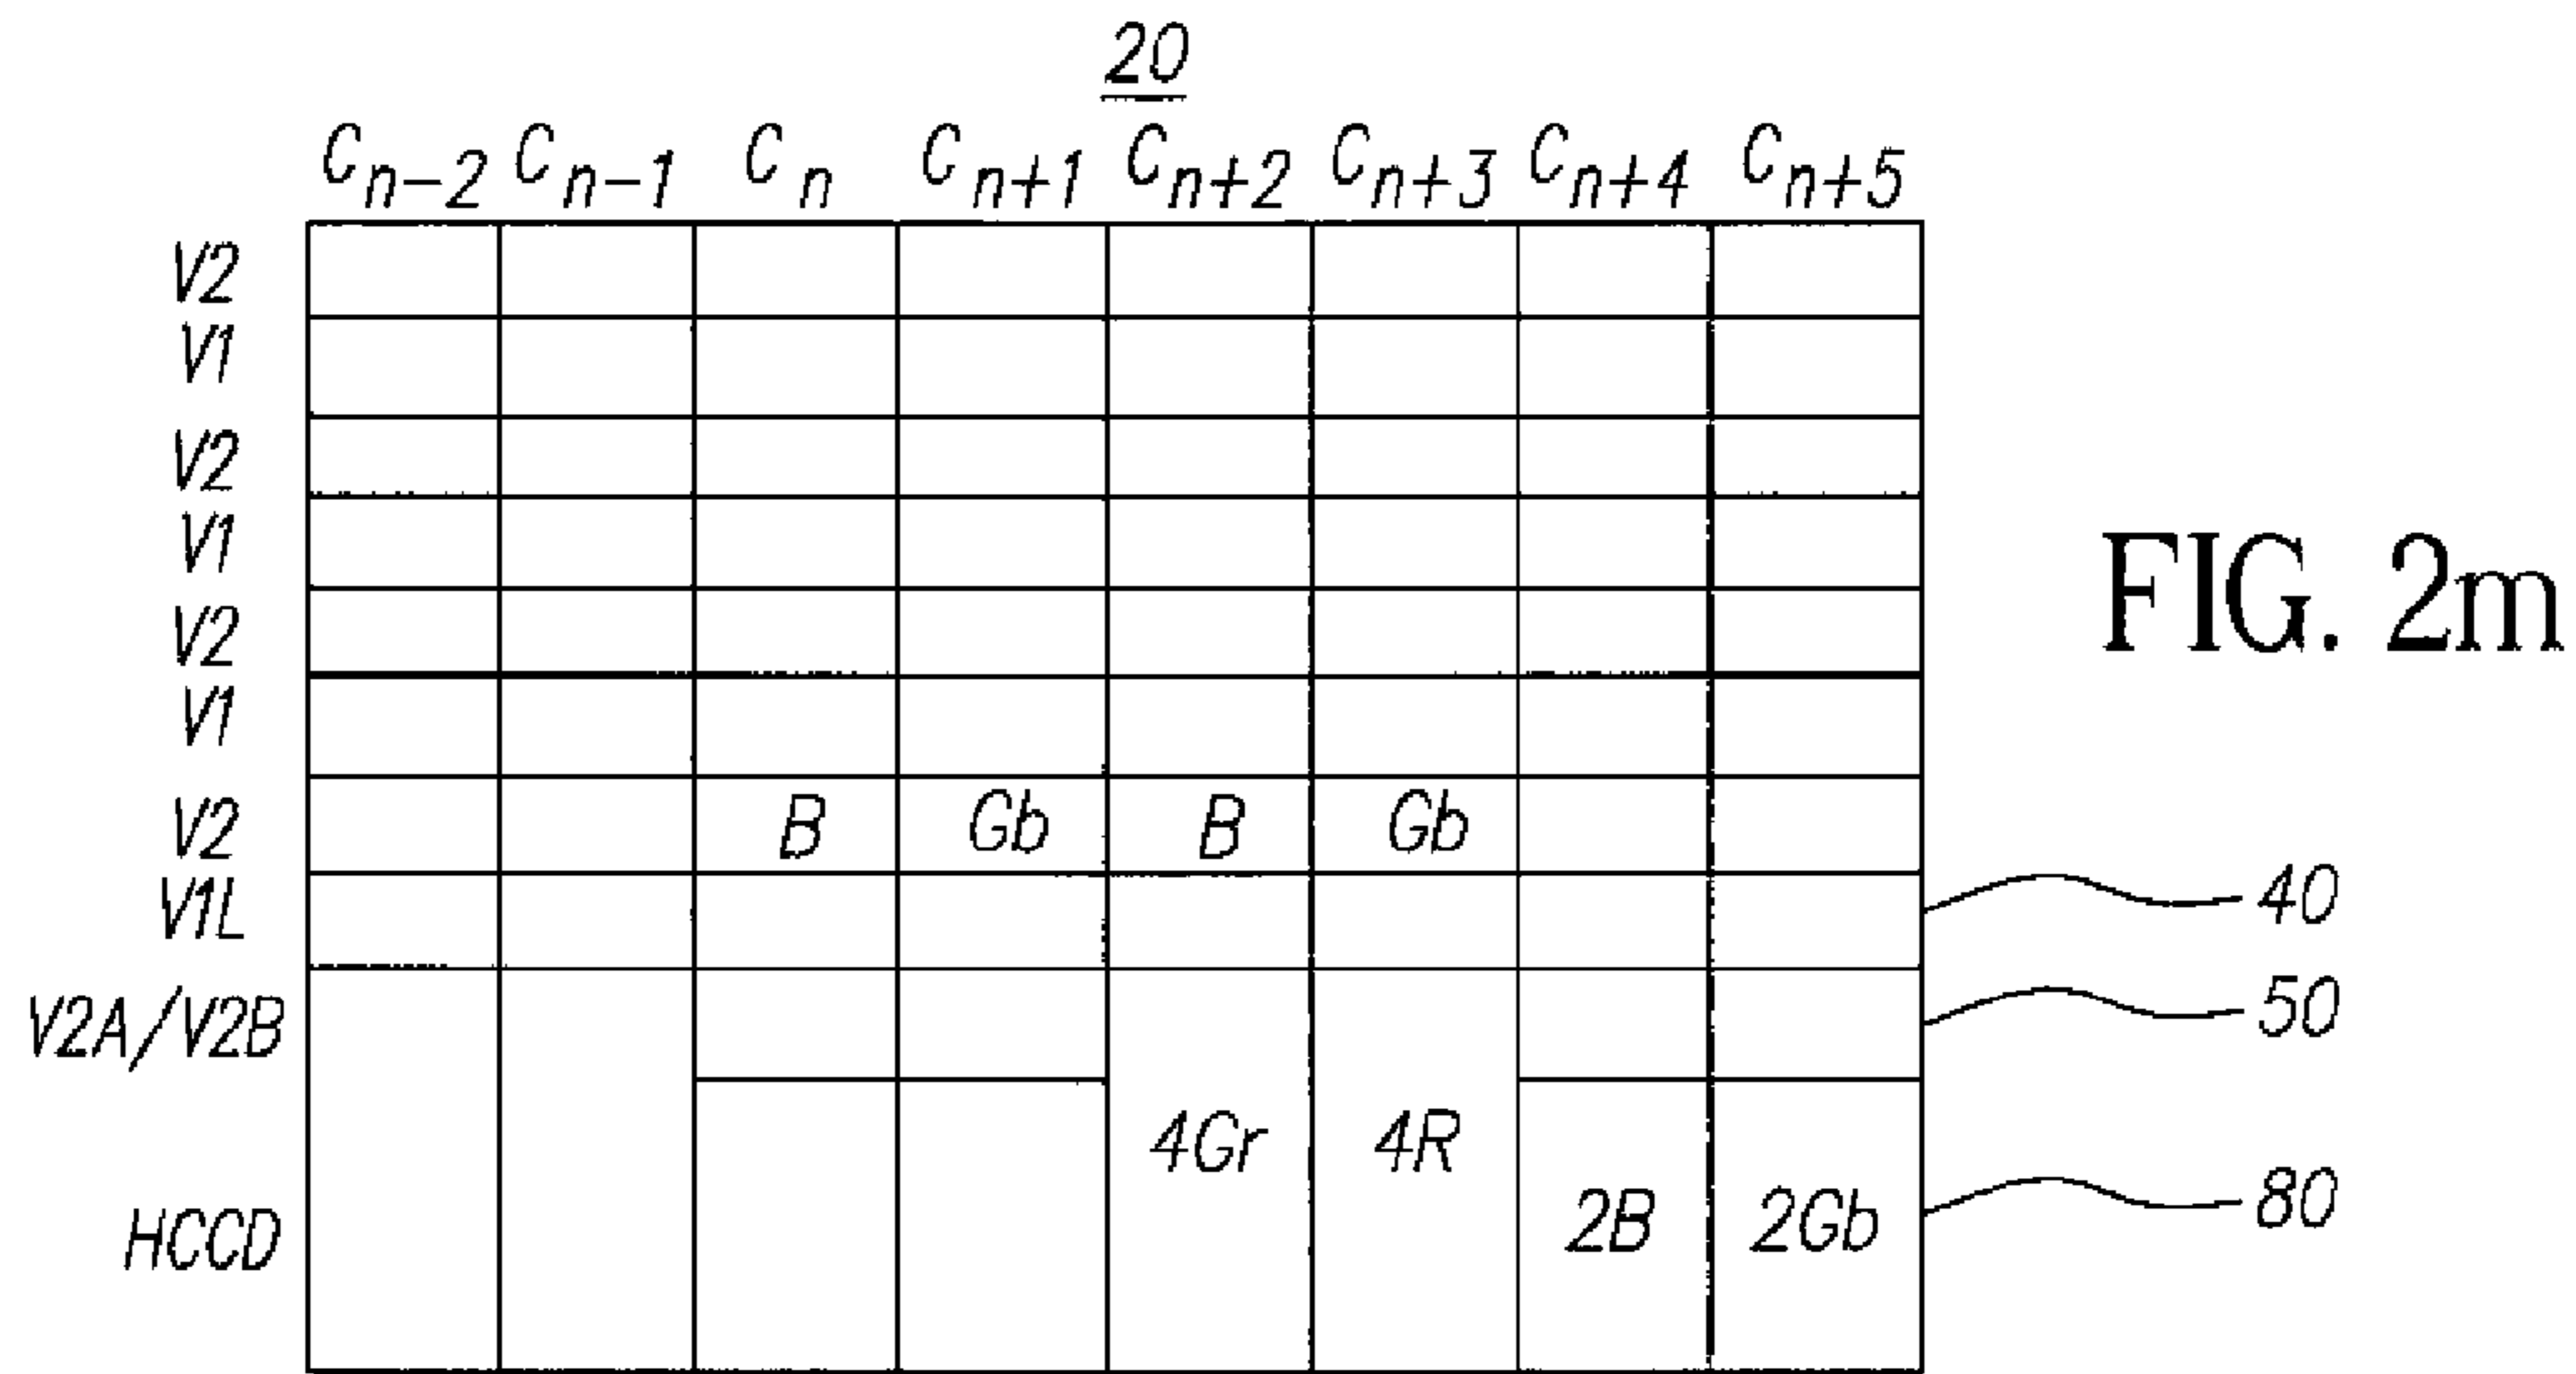 20
Cn-2 Cn-1 Cn Cn+1 Cn+2 Cn+3 Cn+4 Cn+5
V2
V1
V2
V1
V2
V1
V2 B Gb B Gb
V1L 40
V2A/V2B 50
4Gr 4R
HCCD 2B 2Gb 80
FIG. 2m